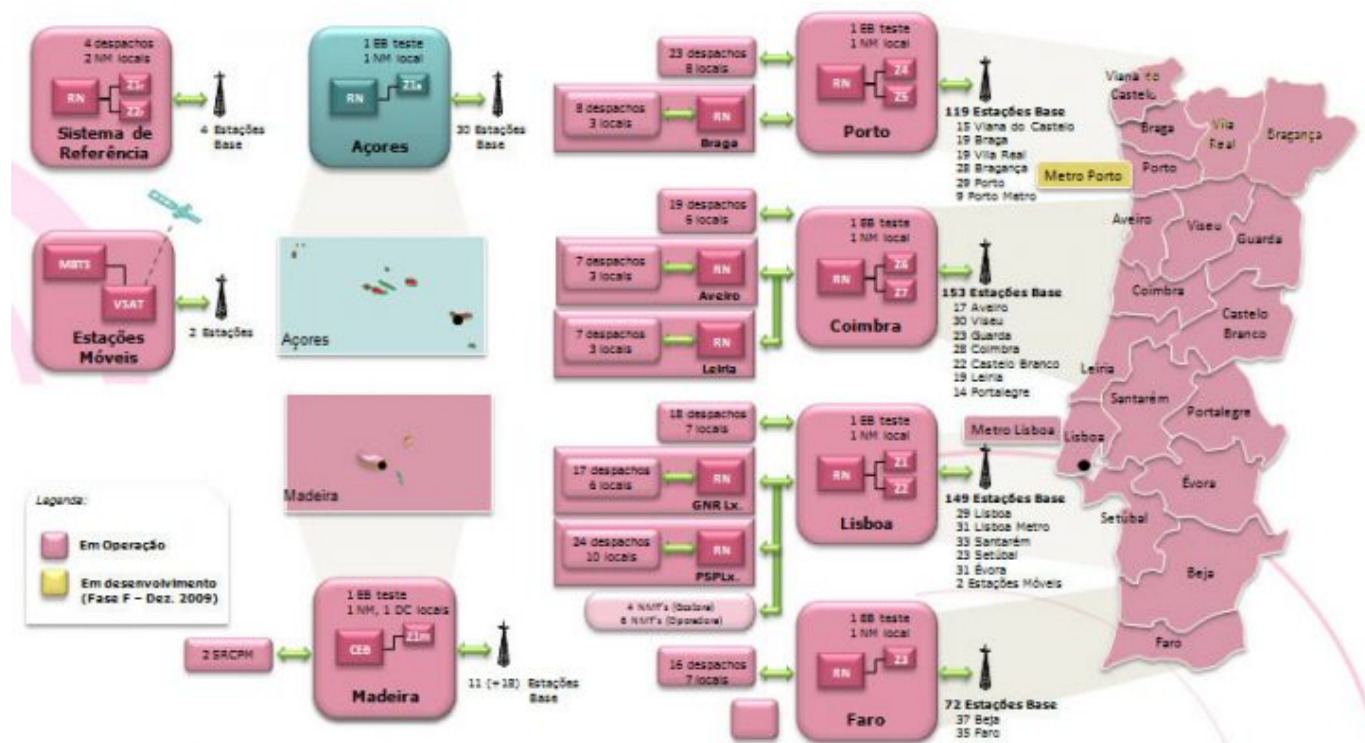 4 despachos
2 NM locais
RN
Z1r
Z2r
Sistema de
Referência
4 Estações
Base
1 EB teste
1 NM local
RN
Z1a
Açores
30 Estações
Base
MBTS
VSAT
Estações
Móveis
2 Estações
Açores
Madeira
Legenda:
Em Operação
Em desenvolvimento
(Fase F – Dez. 2009)
2 SRCPM
1 EB teste
1 NM, 1 DC locais
CEB
Z1m
Madeira
11 (+18) Estações
Base
23 despachos
8 locais
8 despachos
3 locais
RN
Braga
1 EB teste
1 NM local
RN
Z4
Z5
Porto
119 Estações Base
15 Viana do Castelo
19 Braga
19 Vila Real
28 Bragança
29 Porto
9 Porto Metro
19 despachos
6 locais
7 despachos
3 locais
RN
Aveiro
7 despachos
3 locais
RN
Leiria
1 EB teste
1 NM local
RN
Z6
Z7
Coimbra
153 Estações Base
17 Aveiro
30 Viseu
23 Guarda
28 Coimbra
22 Castelo Branco
19 Leiria
14 Portalegre
18 despachos
7 locais
17 despachos
6 locais
RN
GNR Lx.
24 despachos
10 locais
RN
PSPLx.
4 NMT's (Gestora)
6 NMT's (Operadora)
1 EB teste
1 NM local
RN
Z1
Z2
Lisboa
149 Estações Base
29 Lisboa
31 Lisboa Metro
33 Santarém
23 Setúbal
31 Évora
2 Estações Móveis
16 despachos
7 locais
1 EB teste
1 NM local
RN
Z3
Faro
72 Estações Base
37 Beja
35 Faro
Viana do
Castelo
Braga
Vila
Real
Bragança
Metro Porto
Porto
Aveiro
Viseu
Guarda
Coimbra
Castelo
Branco
Leiria
Santarém
Portalegre
Metro Lisboa
Lisboa
Évora
Setúbal
Beja
Faro